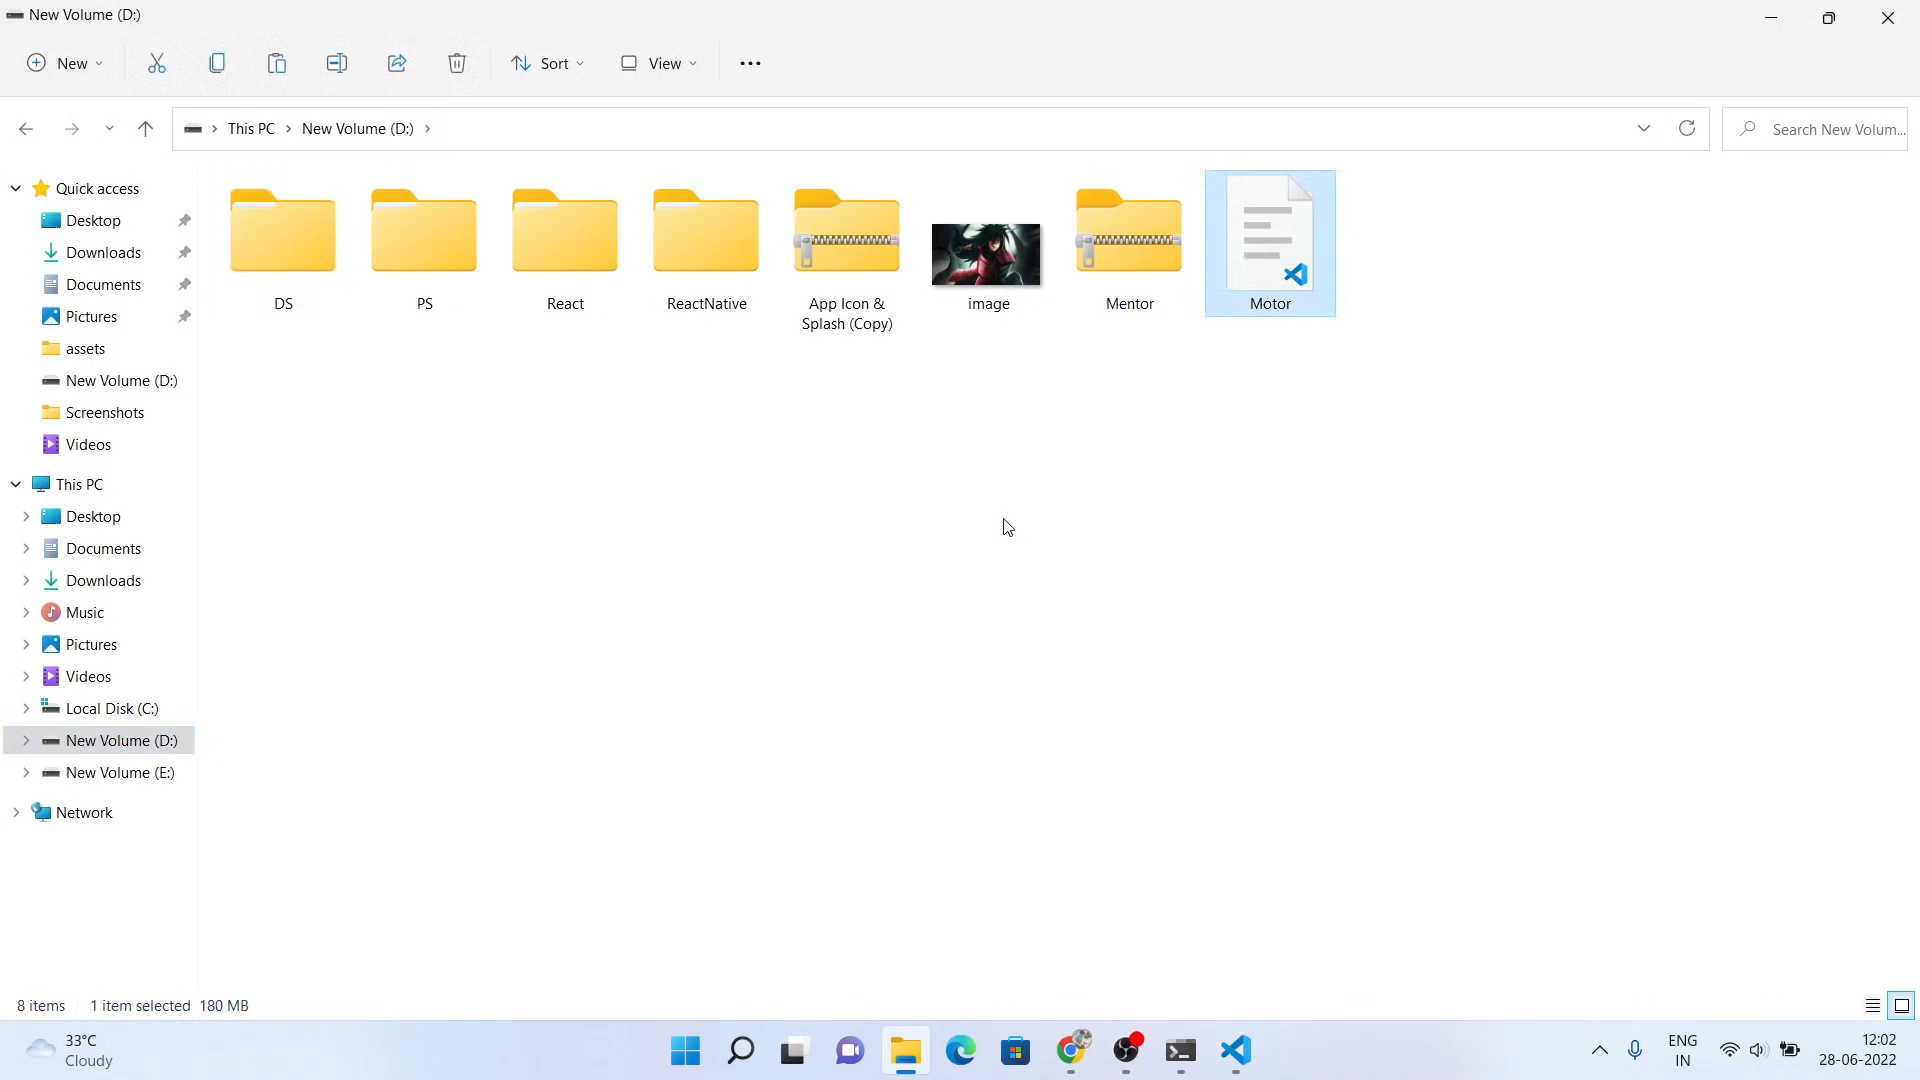 New Volume (D:)
New
Sort
View
This PC
New Volume (D:)
Search New Volum...
Quick access
Desktop
Downloads
Documents
Pictures
assets
New Volume (D:)
Screenshots
Videos
This PC
Desktop
Documents
Downloads
Music
Pictures
Videos
Local Disk (C:)
New Volume (D:)
New Volume (E:)
Network
DS
PS
React
ReactNative
App Icon &
Splash (Copy)
image
Mentor
Motor
8 items
1 item selected 180 MB
33°C
Cloudy
ENG
IN
12:02
28-06-2022